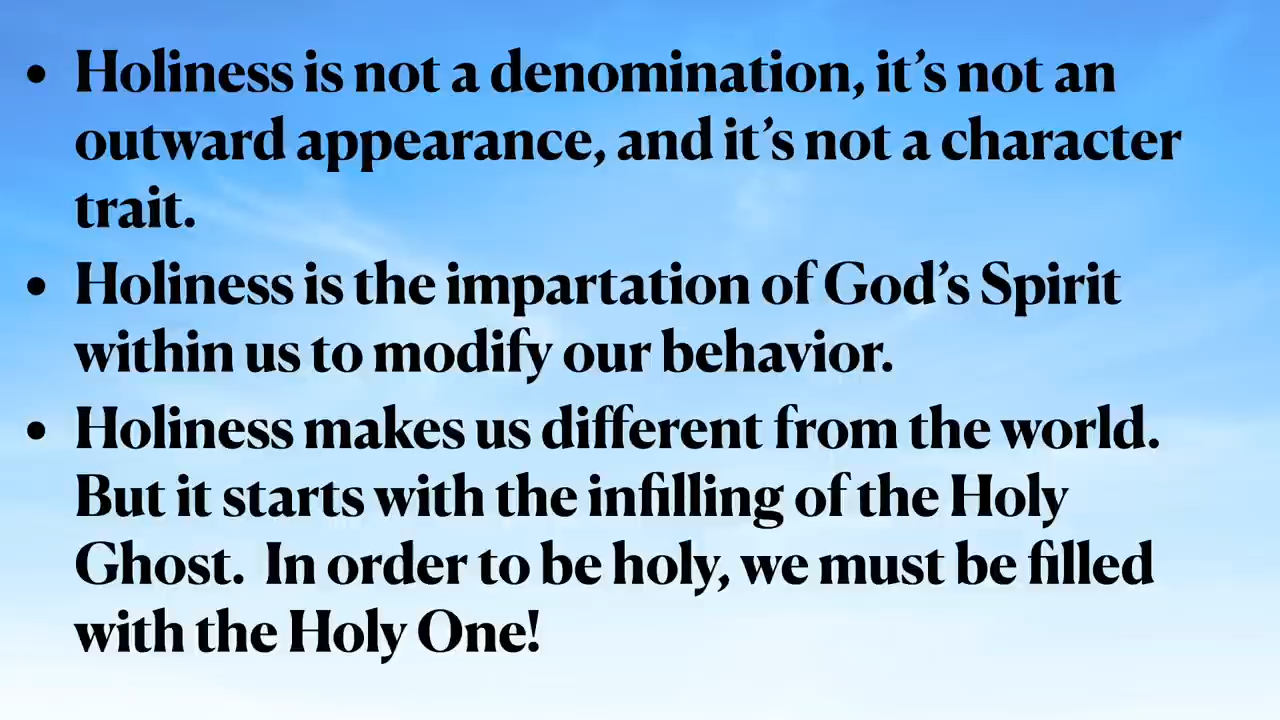 • Holiness is not a denomination, it’s not an
outward appearance, and it’s not a character
trait.
• Holiness is the impartation of God’s Spirit
within us to modify our behavior.
• Holiness makes us different from the world.
But it starts with the infilling of the Holy
Ghost.  In order to be holy, we must be filled
with the Holy One!